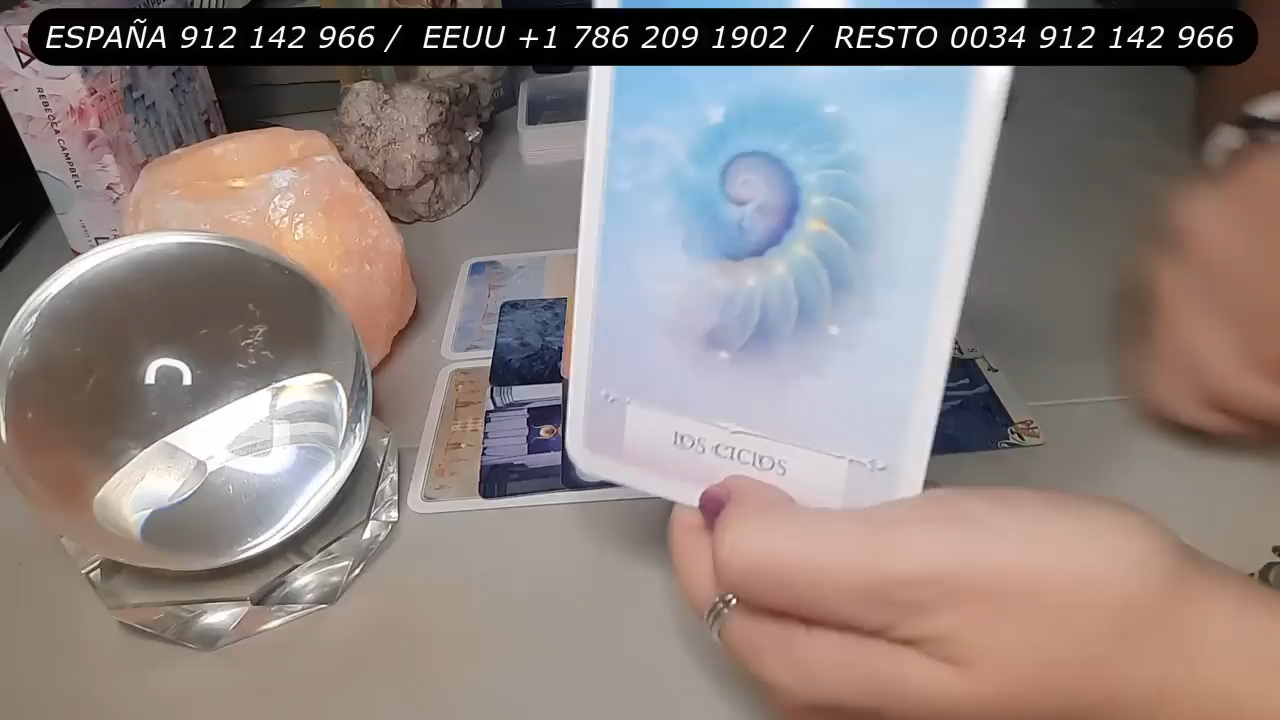 ESPAÑA 912 142 966 / EEUU +1 786 209 1902 / RESTO 0034 912 142 966
REBECCA CAMPBELL
LOS CICLOS